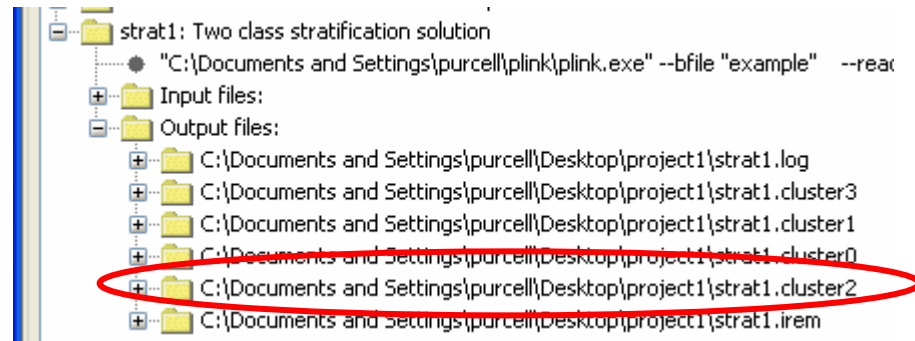 strat1: Two class stratification solution
"C:\Documents and Settings\purcell\plink\plink.exe" --bfile "example" --read
Input files:
Output files:
C:\Documents and Settings\purcell\Desktop\project1\strat1.log
C:\Documents and Settings\purcell\Desktop\project1\strat1.cluster3
C:\Documents and Settings\purcell\Desktop\project1\strat1.cluster1
C:\Documents and Settings\purcell\Desktop\project1\strat1.cluster0
C:\Documents and Settings\purcell\Desktop\project1\strat1.cluster2
C:\Documents and Settings\purcell\Desktop\project1\strat1.irem